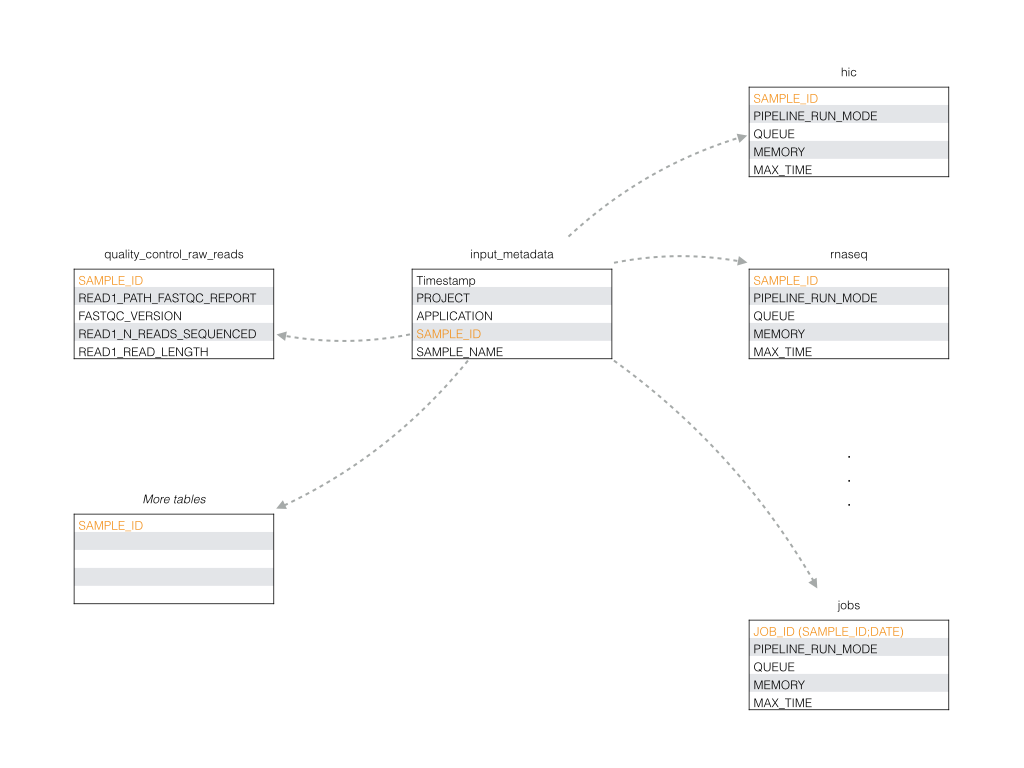 hic
SAMPLE_ID
PIPELINE_RUN_MODE
QUEUE
MEMORY
MAX_TIME
quality_control_raw_reads
SAMPLE_ID
READ1_PATH_FASTQC_REPORT
FASTQC_VERSION
READ1_N_READS_SEQUENCED
READ1_READ_LENGTH
input_metadata
Timestamp
PROJECT
APPLICATION
SAMPLE_ID
SAMPLE_NAME
rnaseq
SAMPLE_ID
PIPELINE_RUN_MODE
QUEUE
MEMORY
MAX_TIME
.
.
.
More tables
SAMPLE_ID
jobs
JOB_ID (SAMPLE_ID;DATE)
PIPELINE_RUN_MODE
QUEUE
MEMORY
MAX_TIME